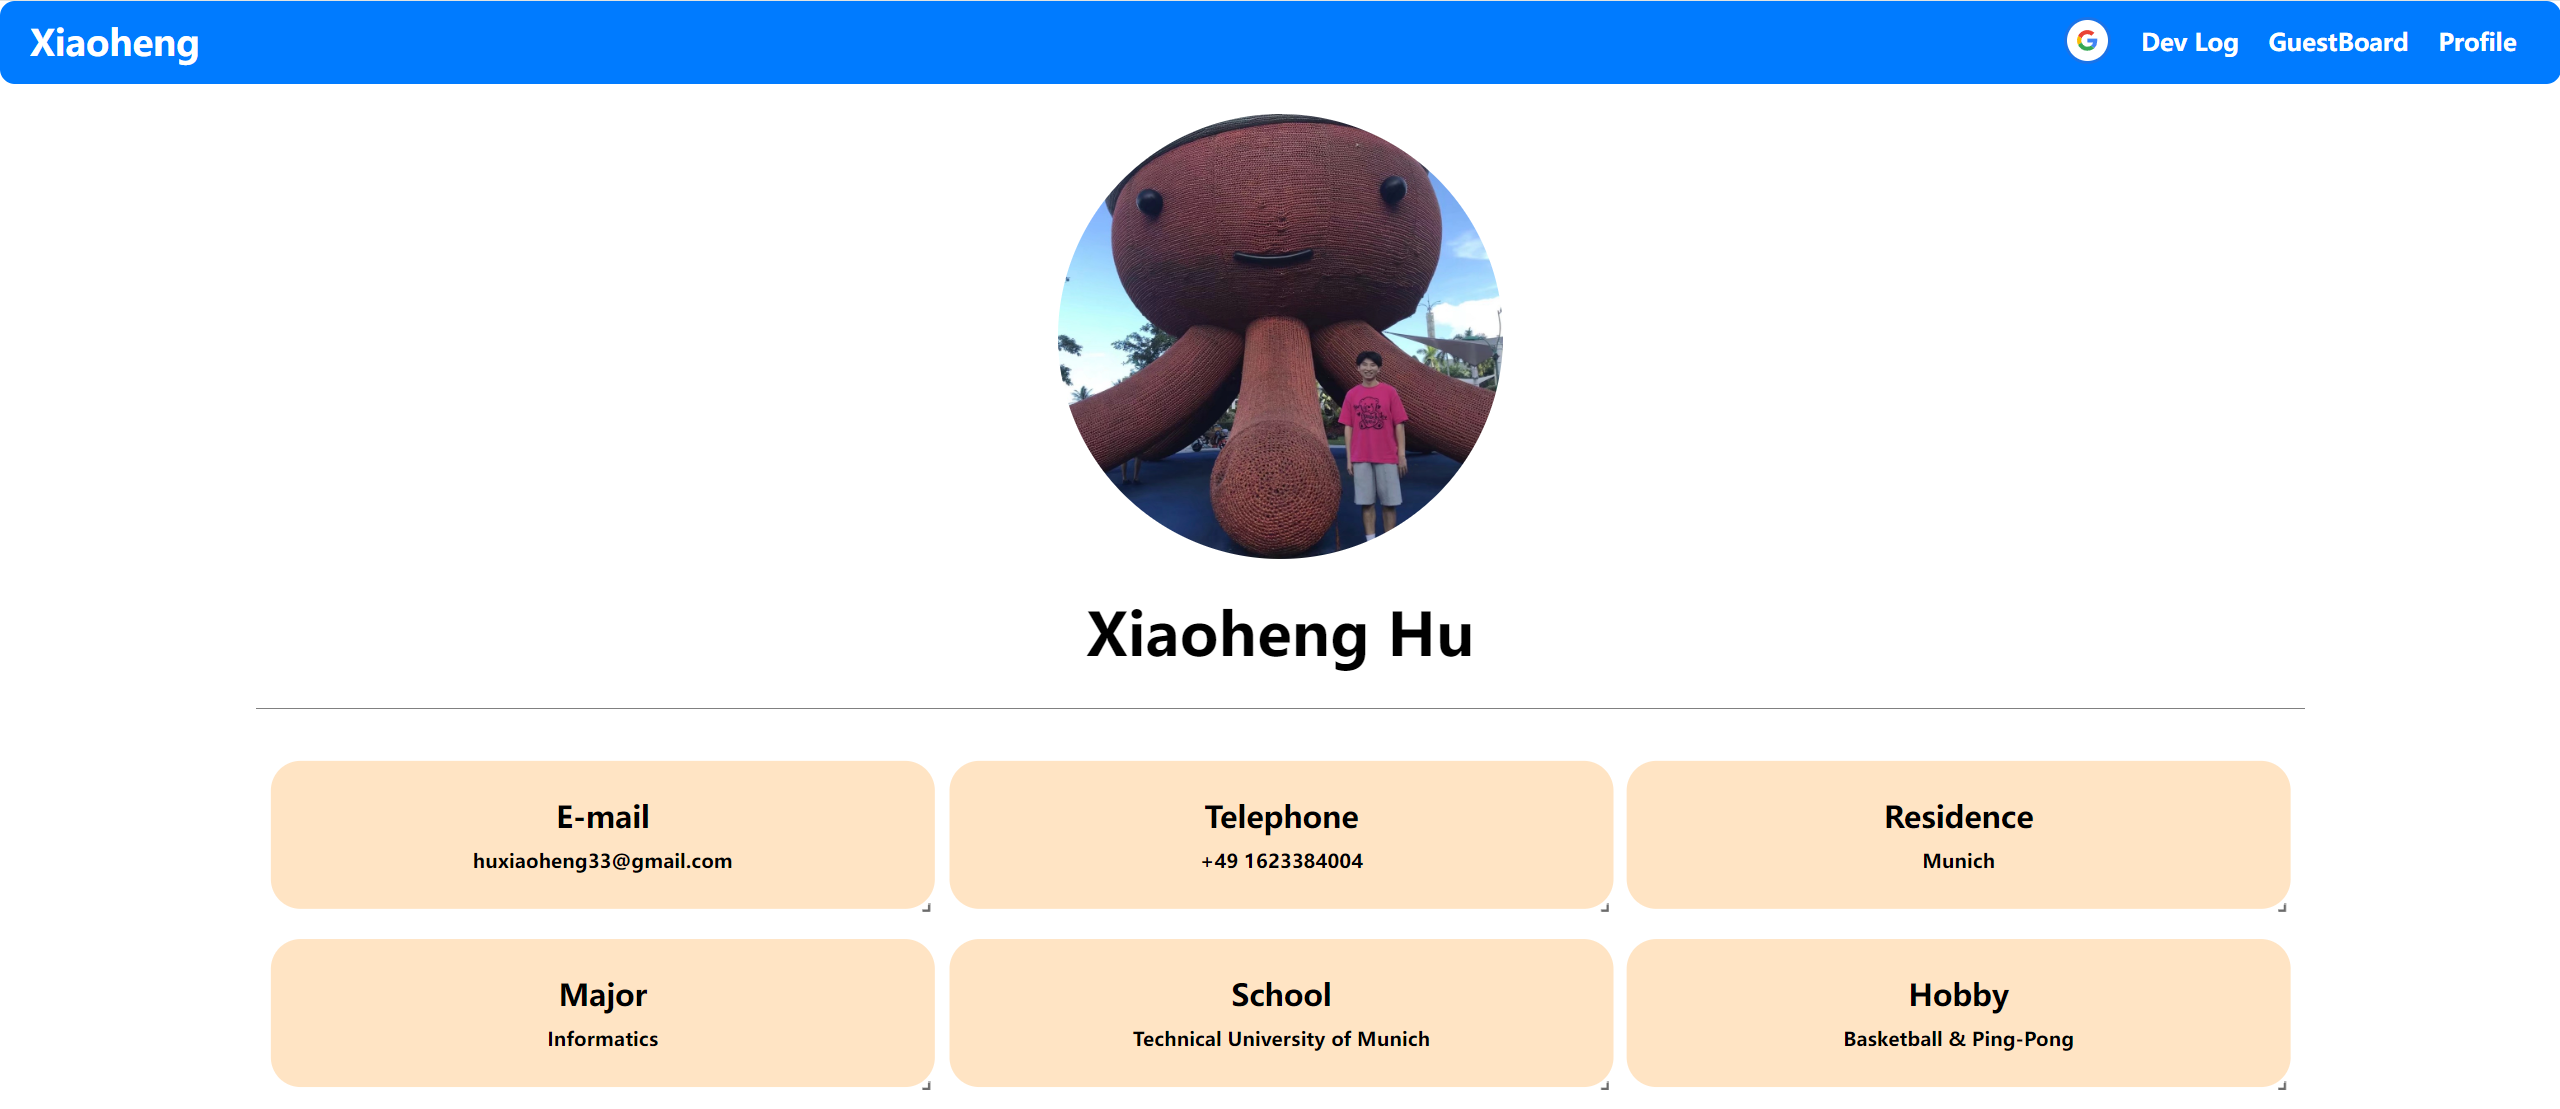 Xiaoheng
Dev Log
GuestBoard
Profile
Xiaoheng Hu
E-mail
huxiaoheng33@gmail.com
Telephone
+49 1623384004
Residence
Munich
Major
Informatics
School
Technical University of Munich
Hobby
Basketball & Ping-Pong